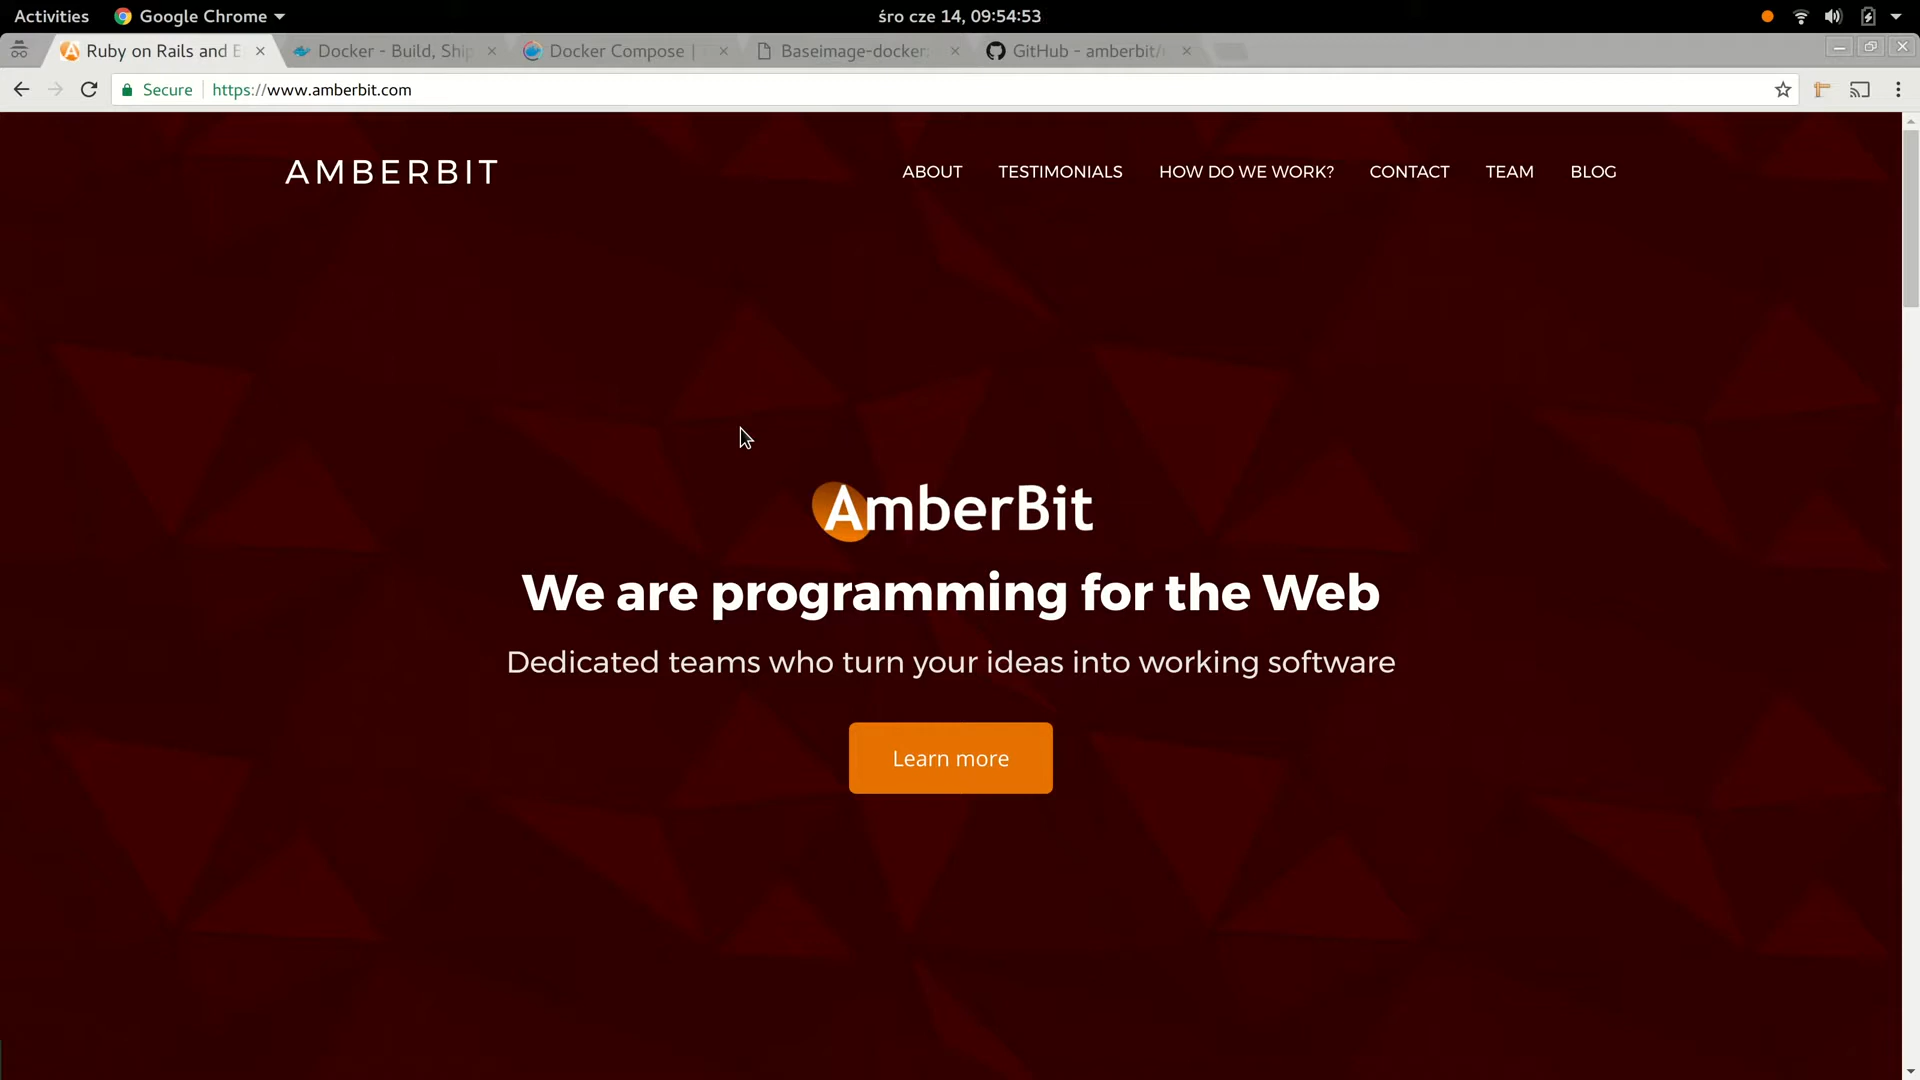 Activities Google Chrome śro cze 14, 09:54:53
Ruby on Rails and E Docker - Build, Ship Docker Compose | Baseimage-docker: GitHub - amberbit/
Secure https://www.amberbit.com
AMBERBIT ABOUT TESTIMONIALS HOW DO WE WORK? CONTACT TEAM BLOG
AmberBit
We are programming for the Web
Dedicated teams who turn your ideas into working software
Learn more